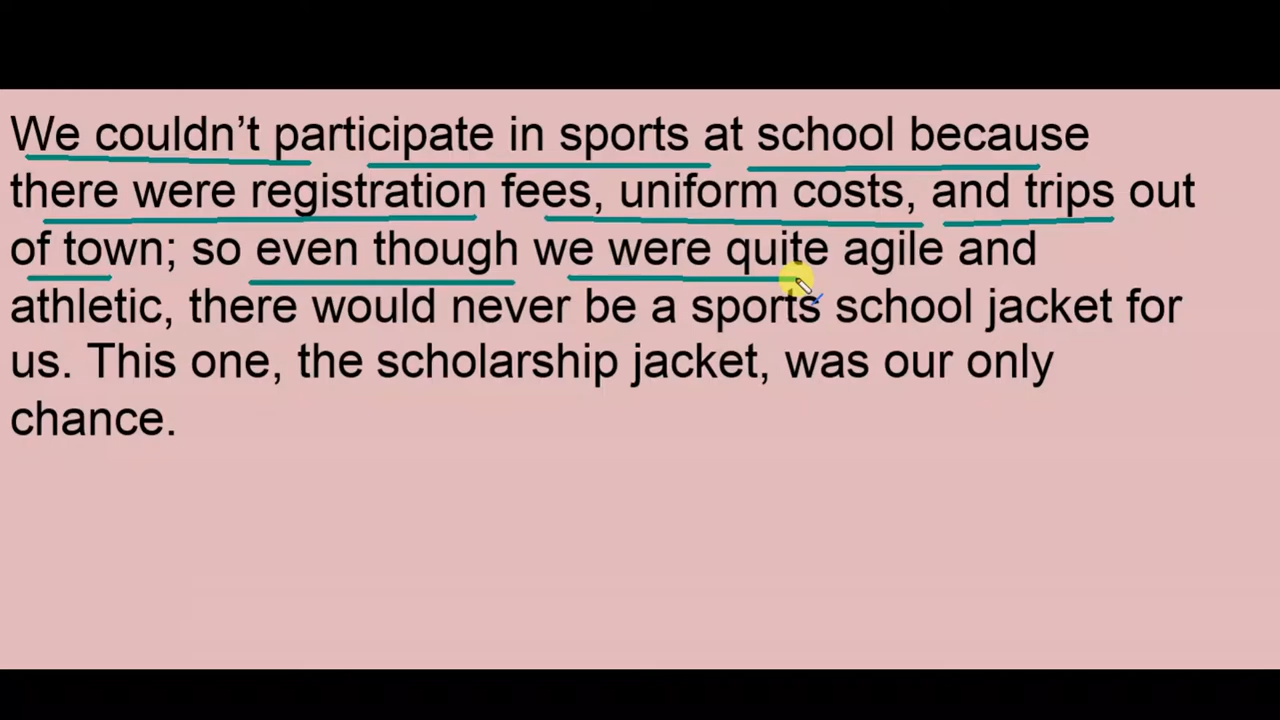 We couldn’t participate in sports at school because
there were registration fees, uniform costs, and trips out
of town; so even though we were quite agile and
athletic, there would never be a sports school jacket for
us. This one, the scholarship jacket, was our only
chance.